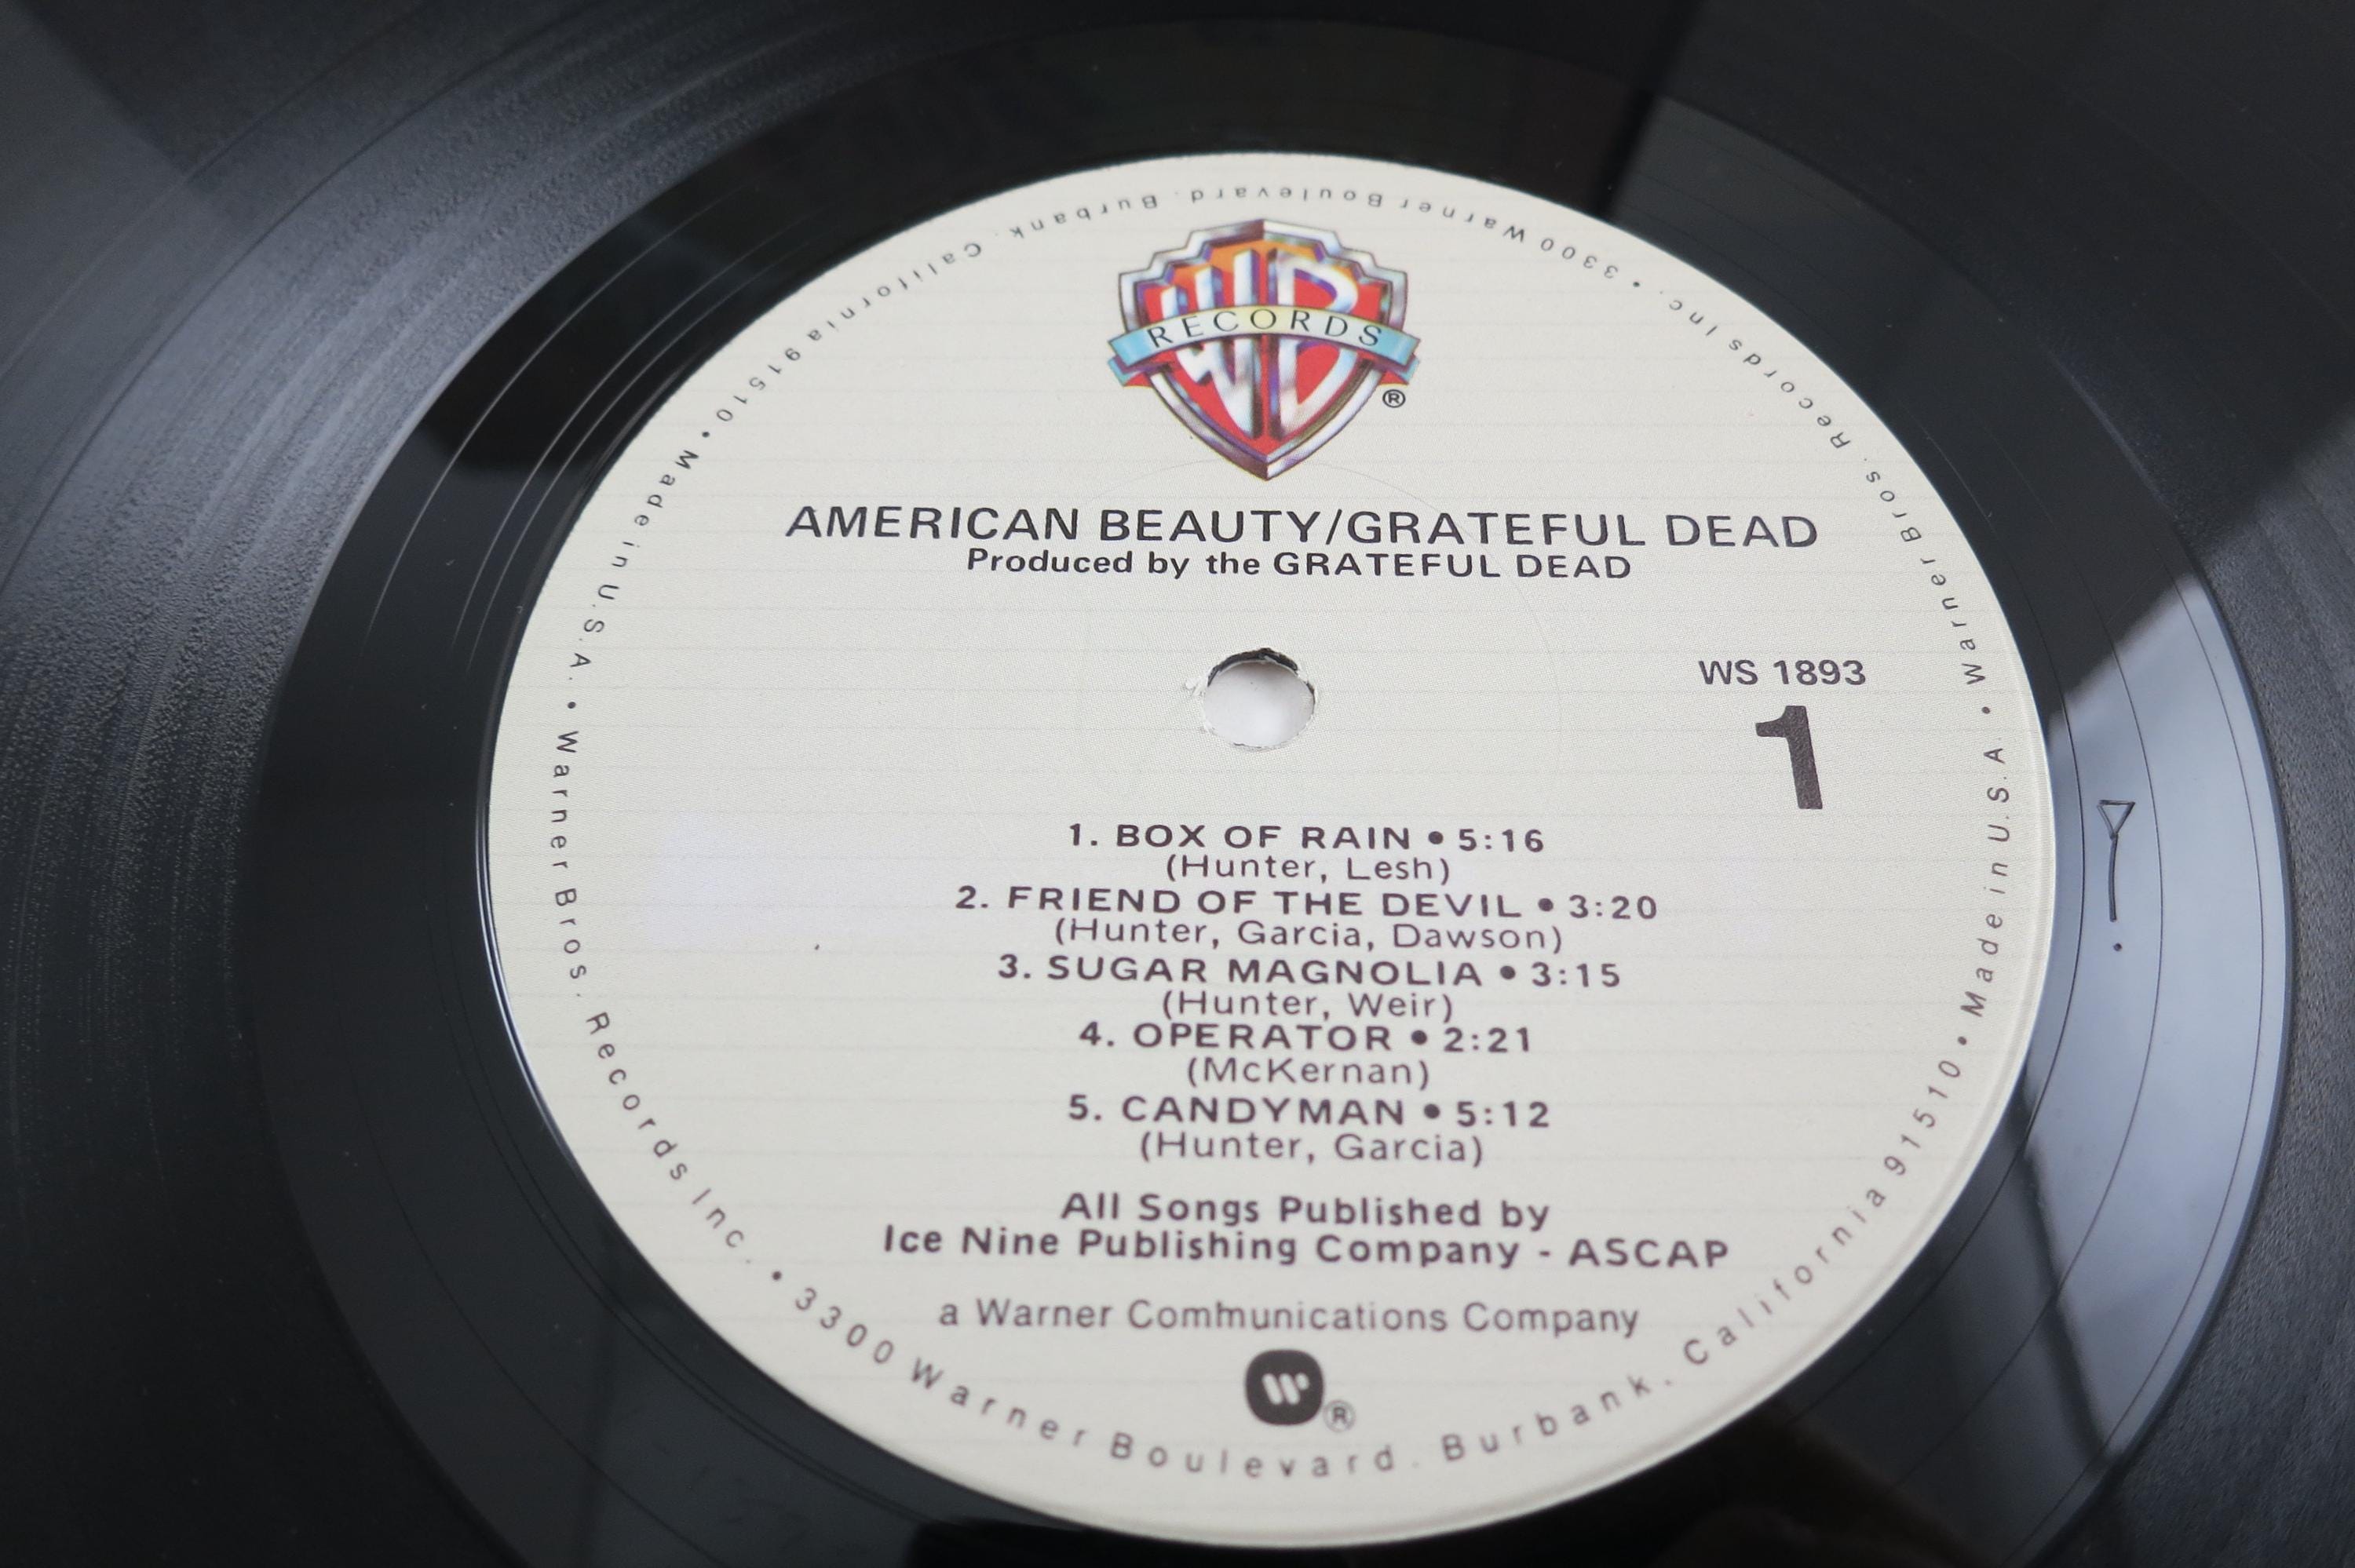 WB
RECORDS
®
AMERICAN BEAUTY/GRATEFUL DEAD
Produced by the GRATEFUL DEAD
WS 1893
1
1. BOX OF RAIN • 5:16
(Hunter, Lesh)
2. FRIEND OF THE DEVIL • 3:20
(Hunter, Garcia, Dawson)
3. SUGAR MAGNOLIA • 3:15
(Hunter, Weir)
4. OPERATOR • 2:21
(McKernan)
5. CANDYMAN • 5:12
(Hunter, Garcia)
All Songs Published by
Ice Nine Publishing Company - ASCAP
a Warner Communications Company
W ®
Warner Bros. Records Inc. • 3300 Warner Boulevard. Burbank. California 91510 • Made in U.S.A. • Warner Bros. Records Inc. • 3300 Warner Boulevard. Burbank. California 91510 • Made in U.S.A. •